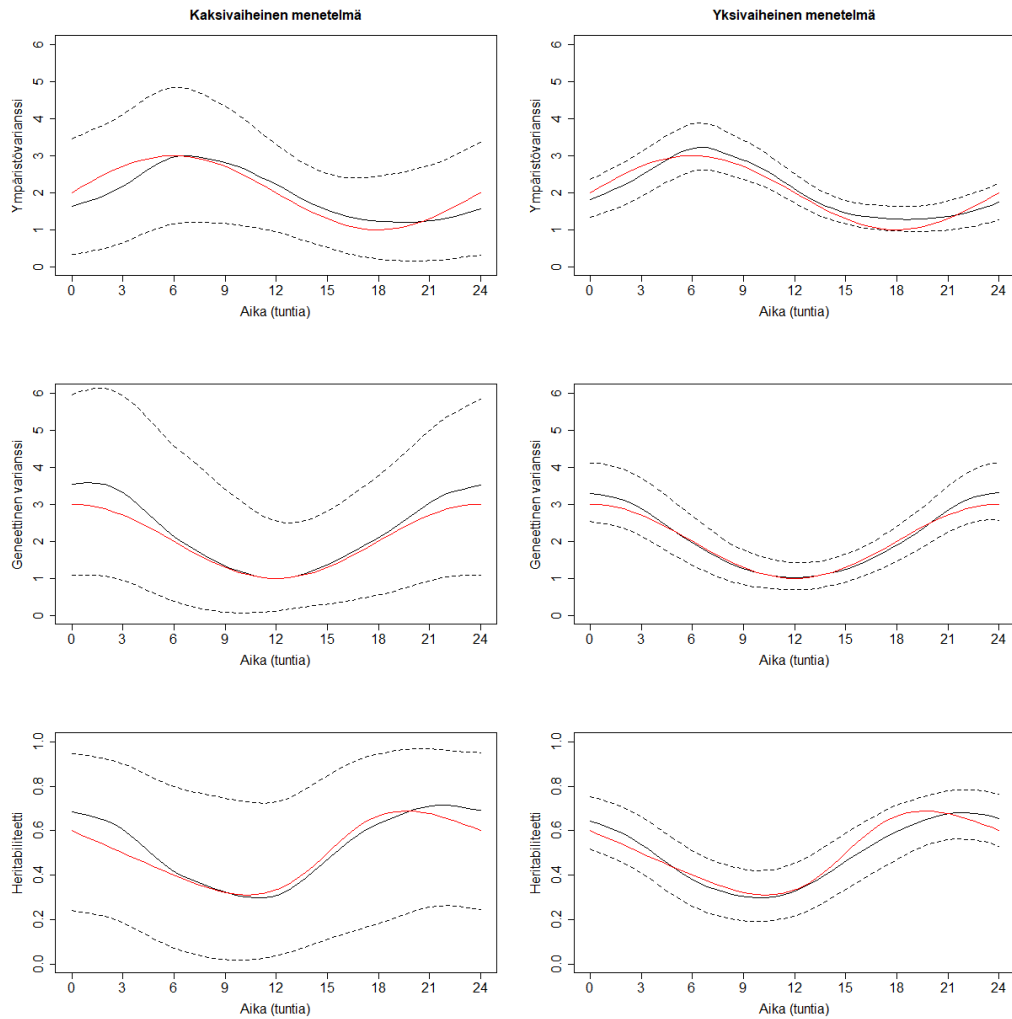 Kaksivaiheinen menetelmä
Yksivaiheinen menetelmä
Ympäristövarianssi
0 1 2 3 4 5 6
0 3 6 9 12 15 18 21 24
Aika (tuntia)
Ympäristövarianssi
0 1 2 3 4 5 6
0 3 6 9 12 15 18 21 24
Aika (tuntia)
Geneettinen varianssi
0 1 2 3 4 5 6
0 3 6 9 12 15 18 21 24
Aika (tuntia)
Geneettinen varianssi
0 1 2 3 4 5 6
0 3 6 9 12 15 18 21 24
Aika (tuntia)
Heritabiliteetti
0.0 0.2 0.4 0.6 0.8 1.0
0 3 6 9 12 15 18 21 24
Aika (tuntia)
Heritabiliteetti
0.0 0.2 0.4 0.6 0.8 1.0
0 3 6 9 12 15 18 21 24
Aika (tuntia)